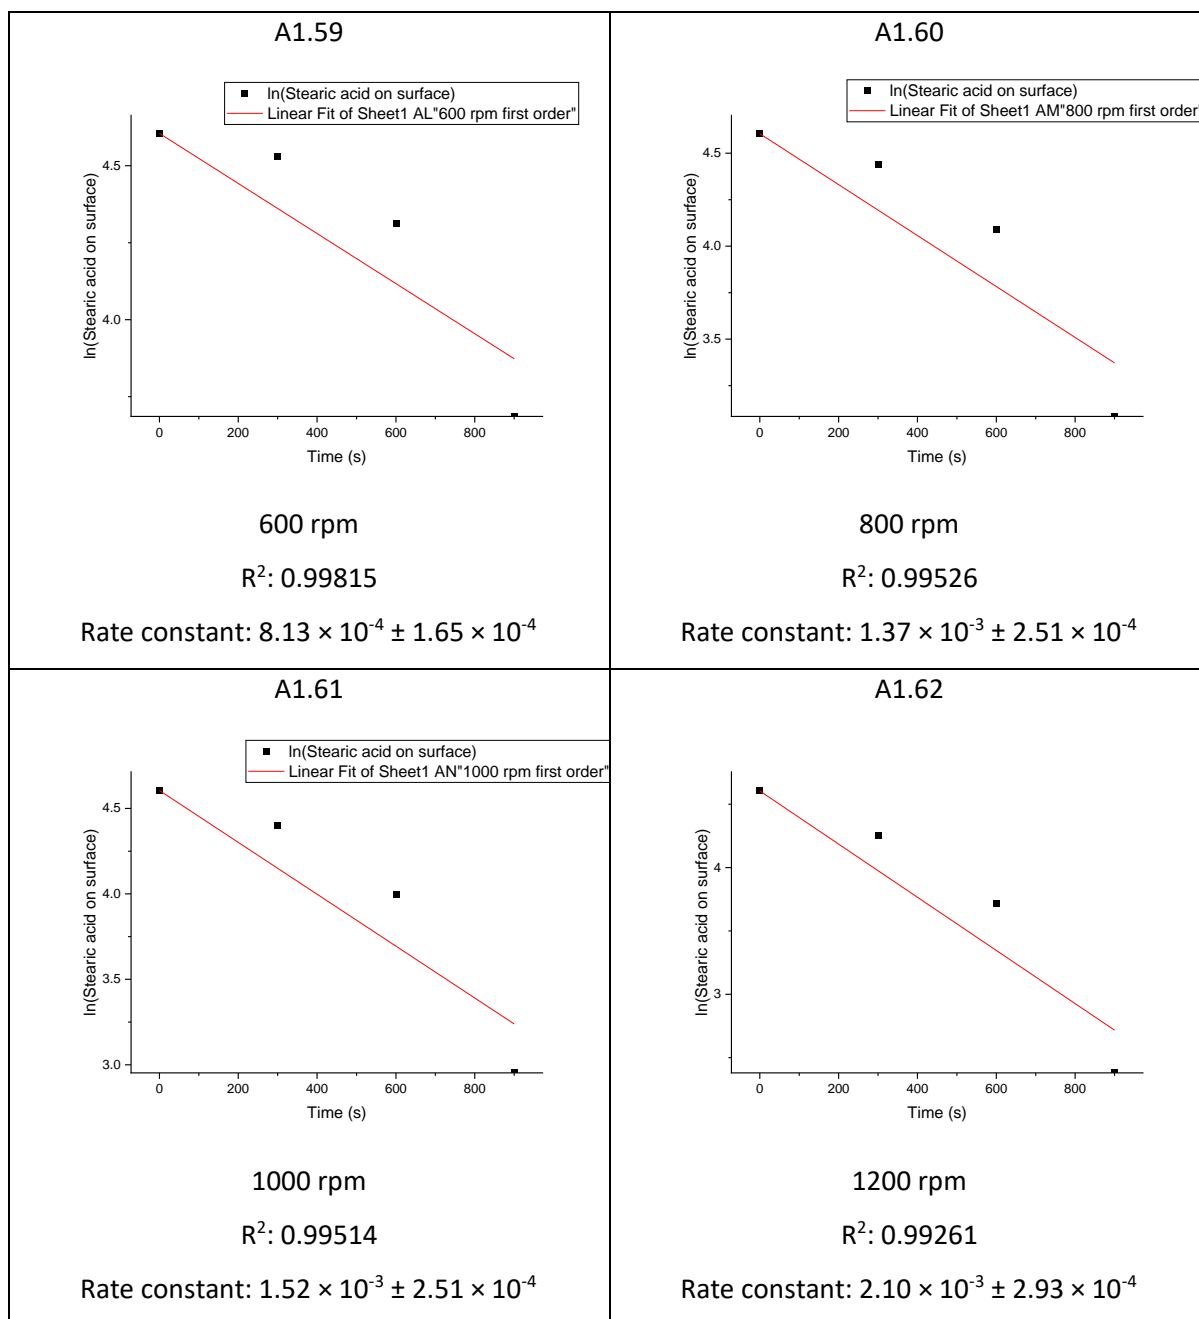 A1.59
ln(Stearic acid on surface)
Linear Fit of Sheet1 AL"600 rpm first order"
4.5
4.0
ln(Stearic acid on surface)
0 200 400 600 800
Time (s)
600 rpm
R²: 0.99815
Rate constant: 8.13 × 10⁻⁴ ± 1.65 × 10⁻⁴
A1.60
ln(Stearic acid on surface)
Linear Fit of Sheet1 AM"800 rpm first order"
4.5
4.0
3.5
ln(Stearic acid on surface)
0 200 400 600 800
Time (s)
800 rpm
R²: 0.99526
Rate constant: 1.37 × 10⁻³ ± 2.51 × 10⁻⁴
A1.61
ln(Stearic acid on surface)
Linear Fit of Sheet1 AN"1000 rpm first order"
4.5
4.0
3.5
3.0
ln(Stearic acid on surface)
0 200 400 600 800
Time (s)
1000 rpm
R²: 0.99514
Rate constant: 1.52 × 10⁻³ ± 2.51 × 10⁻⁴
A1.62
4
3
ln(Stearic acid on surface)
0 200 400 600 800
Time (s)
1200 rpm
R²: 0.99261
Rate constant: 2.10 × 10⁻³ ± 2.93 × 10⁻⁴